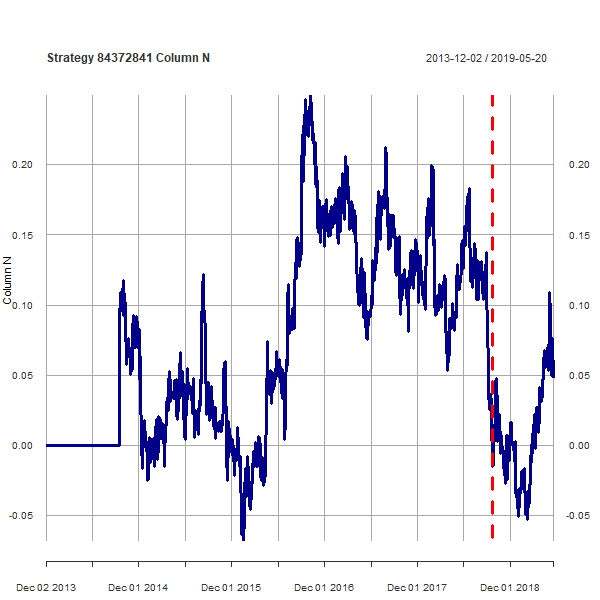 Strategy 84372841 Column N
2013-12-02 / 2019-05-20
Column N
0.20
0.20
0.15
0.15
0.10
0.10
0.05
0.05
0.00
0.00
-0.05
-0.05
Dec 02 2013
Dec 01 2014
Dec 01 2015
Dec 01 2016
Dec 01 2017
Dec 01 2018